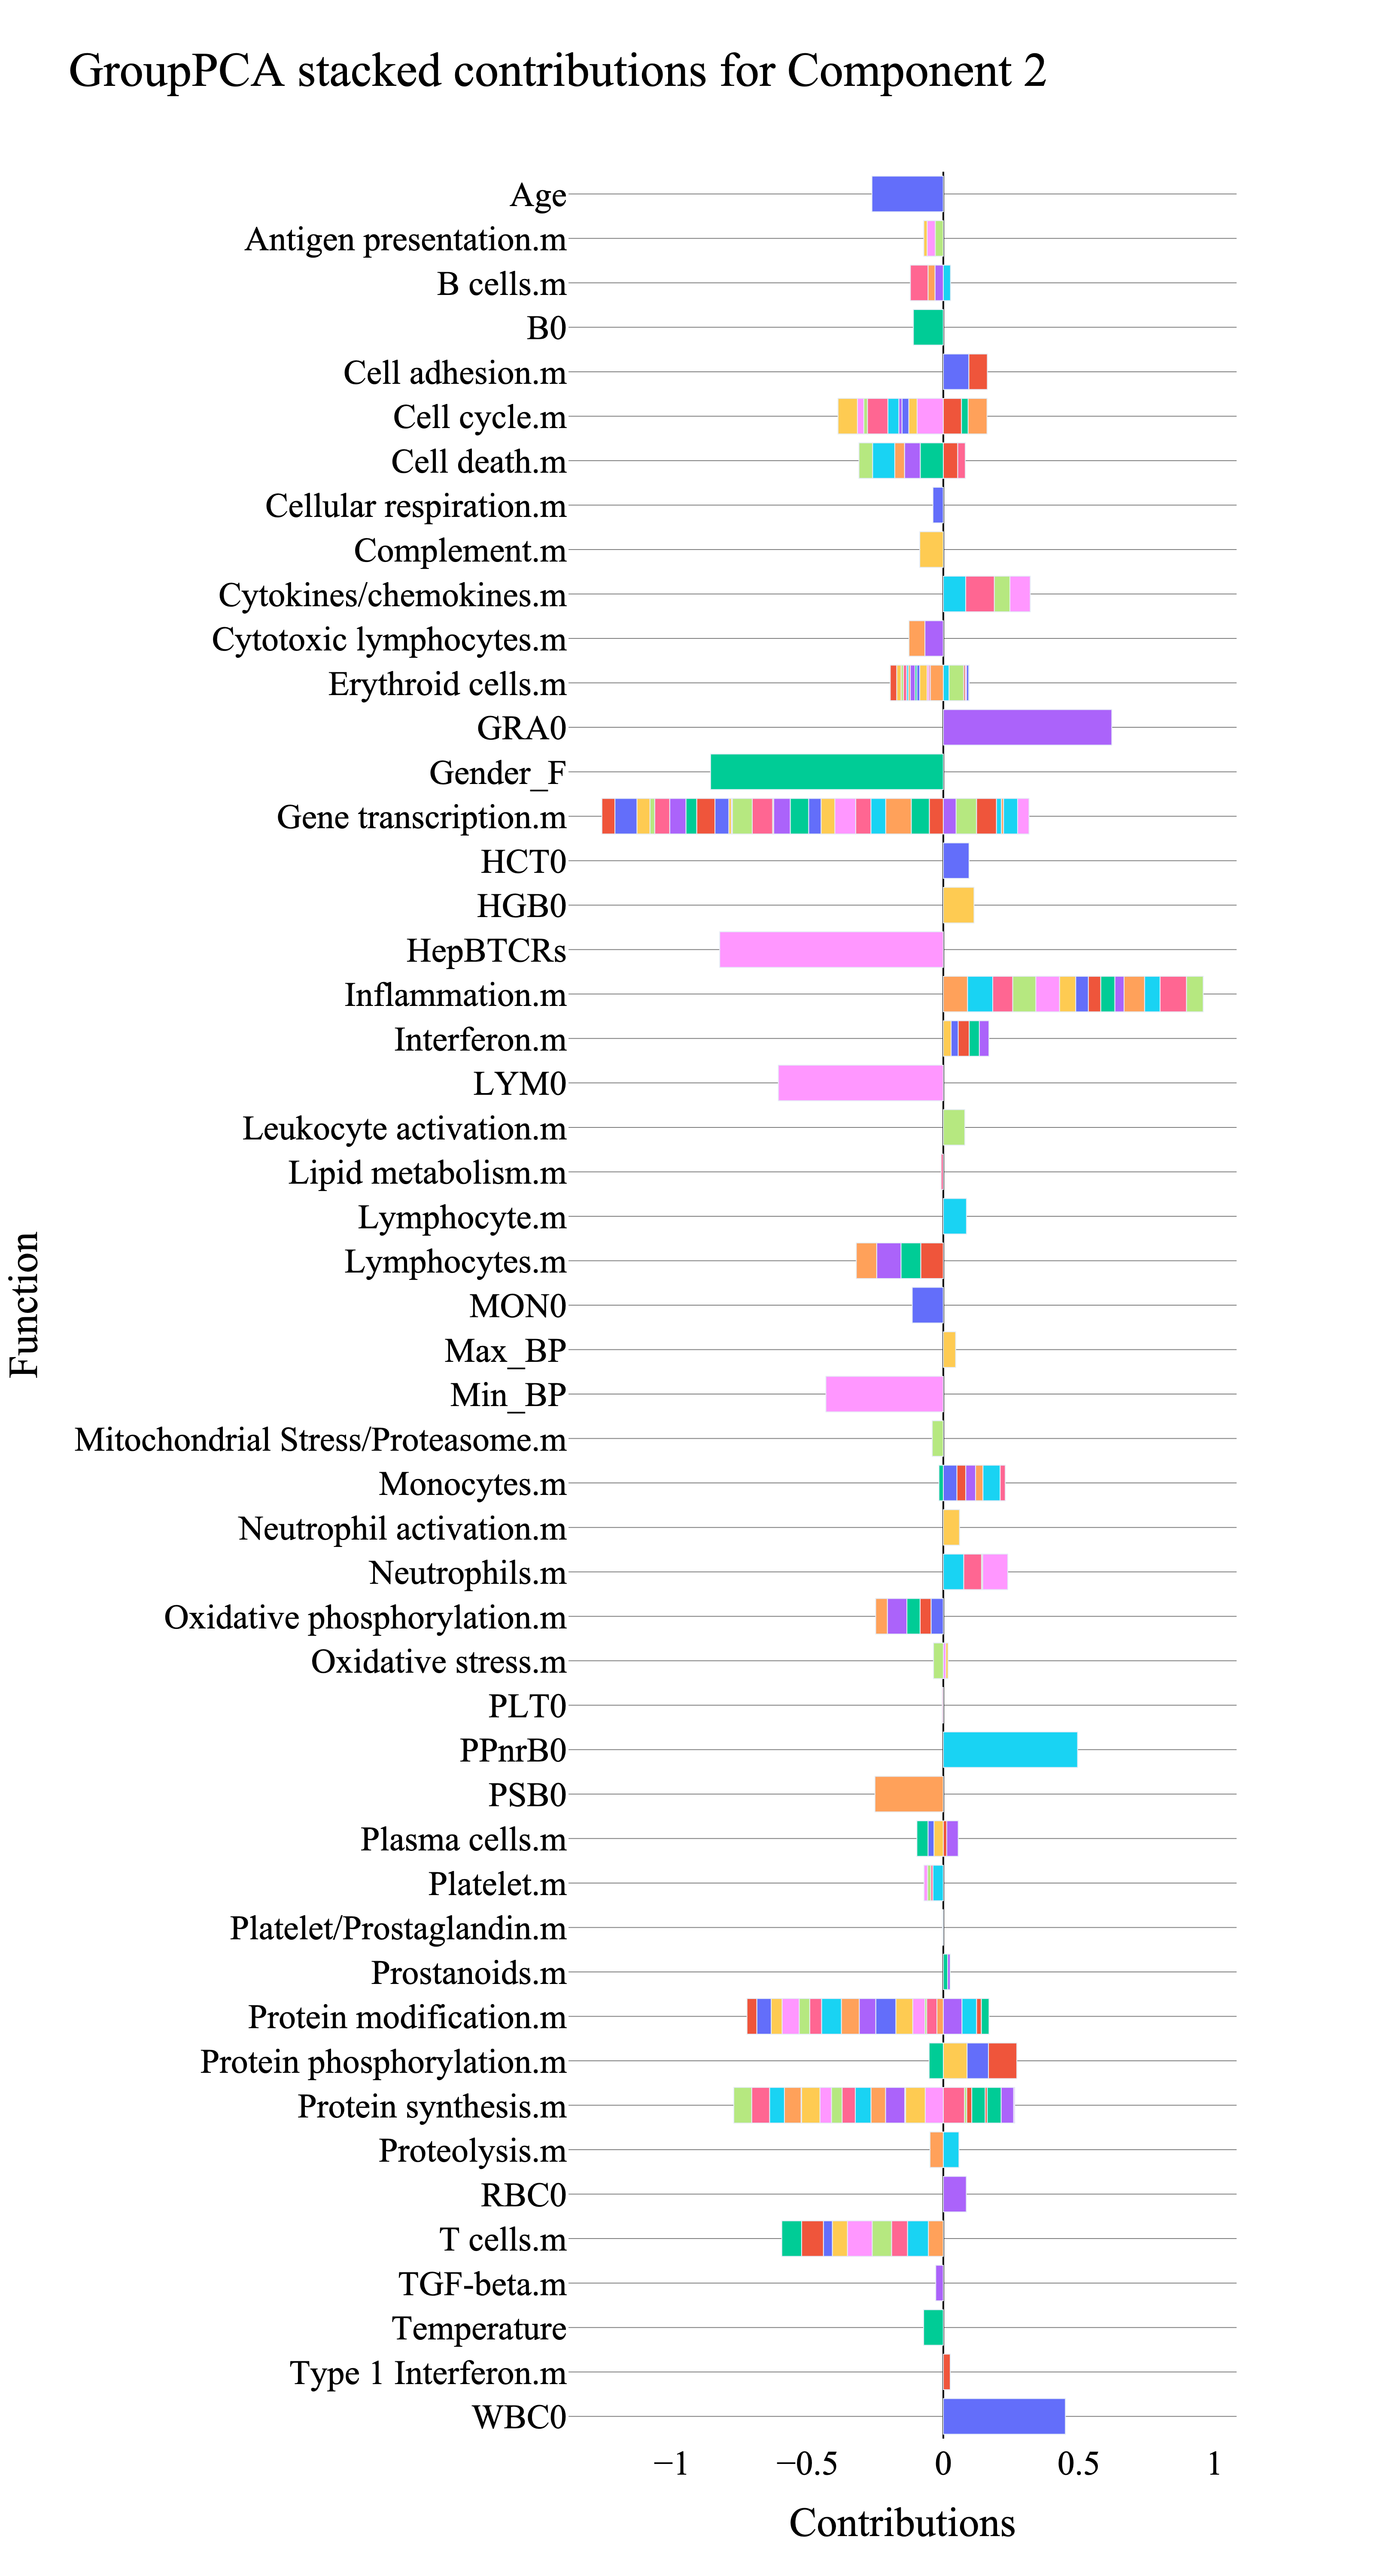 GroupPCA stacked contributions for Component 2
Age
Antigen presentation.m
B cells.m
B0
Cell adhesion.m
Cell cycle.m
Cell death.m
Cellular respiration.m
Complement.m
Cytokines/chemokines.m
Cytotoxic lymphocytes.m
Erythroid cells.m
GRA0
Gender_F
Gene transcription.m
HCT0
HGB0
HepBTCRs
Inflammation.m
Interferon.m
LYM0
Leukocyte activation.m
Lipid metabolism.m
Lymphocyte.m
Lymphocytes.m
MON0
Max_BP
Min_BP
Mitochondrial Stress/Proteasome.m
Monocytes.m
Neutrophil activation.m
Neutrophils.m
Oxidative phosphorylation.m
Oxidative stress.m
PLT0
PPnrB0
PSB0
Plasma cells.m
Platelet.m
Platelet/Prostaglandin.m
Prostanoids.m
Protein modification.m
Protein phosphorylation.m
Protein synthesis.m
Proteolysis.m
RBC0
T cells.m
TGF-beta.m
Temperature
Type 1 Interferon.m
WBC0
Function
−1 −0.5 0 0.5 1
Contributions